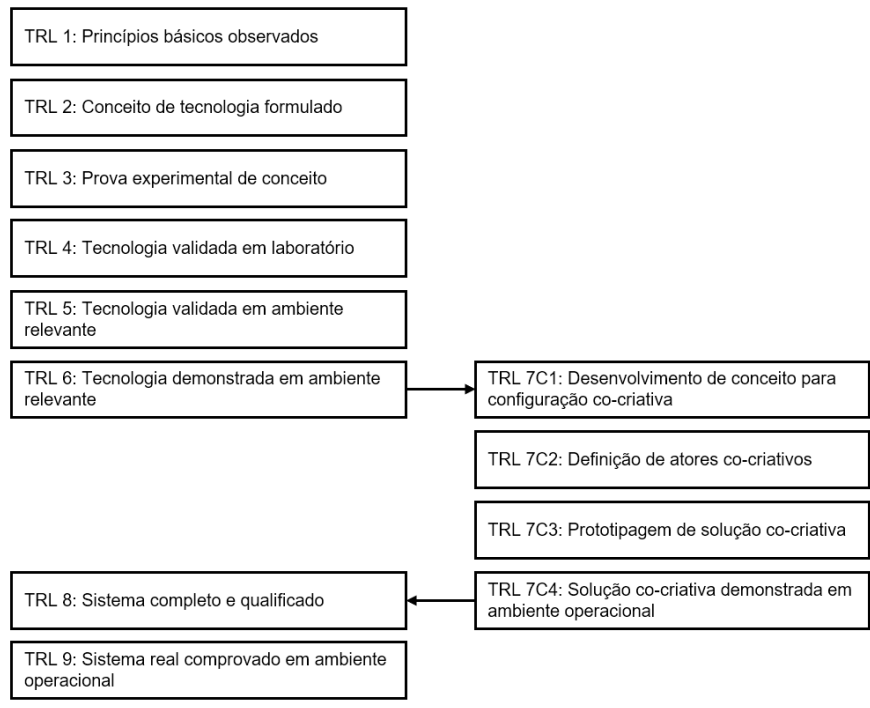 TRL 1: Princípios básicos observados
TRL 2: Conceito de tecnologia formulado
TRL 3: Prova experimental de conceito
TRL 4: Tecnologia validada em laboratório
TRL 5: Tecnologia validada em ambiente
relevante
TRL 6: Tecnologia demonstrada em ambiente
relevante
TRL 7C1: Desenvolvimento de conceito para
configuração co-criativa
TRL 7C2: Definição de atores co-criativos
TRL 7C3: Prototipagem de solução co-criativa
TRL 7C4: Solução co-criativa demonstrada em
ambiente operacional
TRL 8: Sistema completo e qualificado
TRL 9: Sistema real comprovado em ambiente
operacional